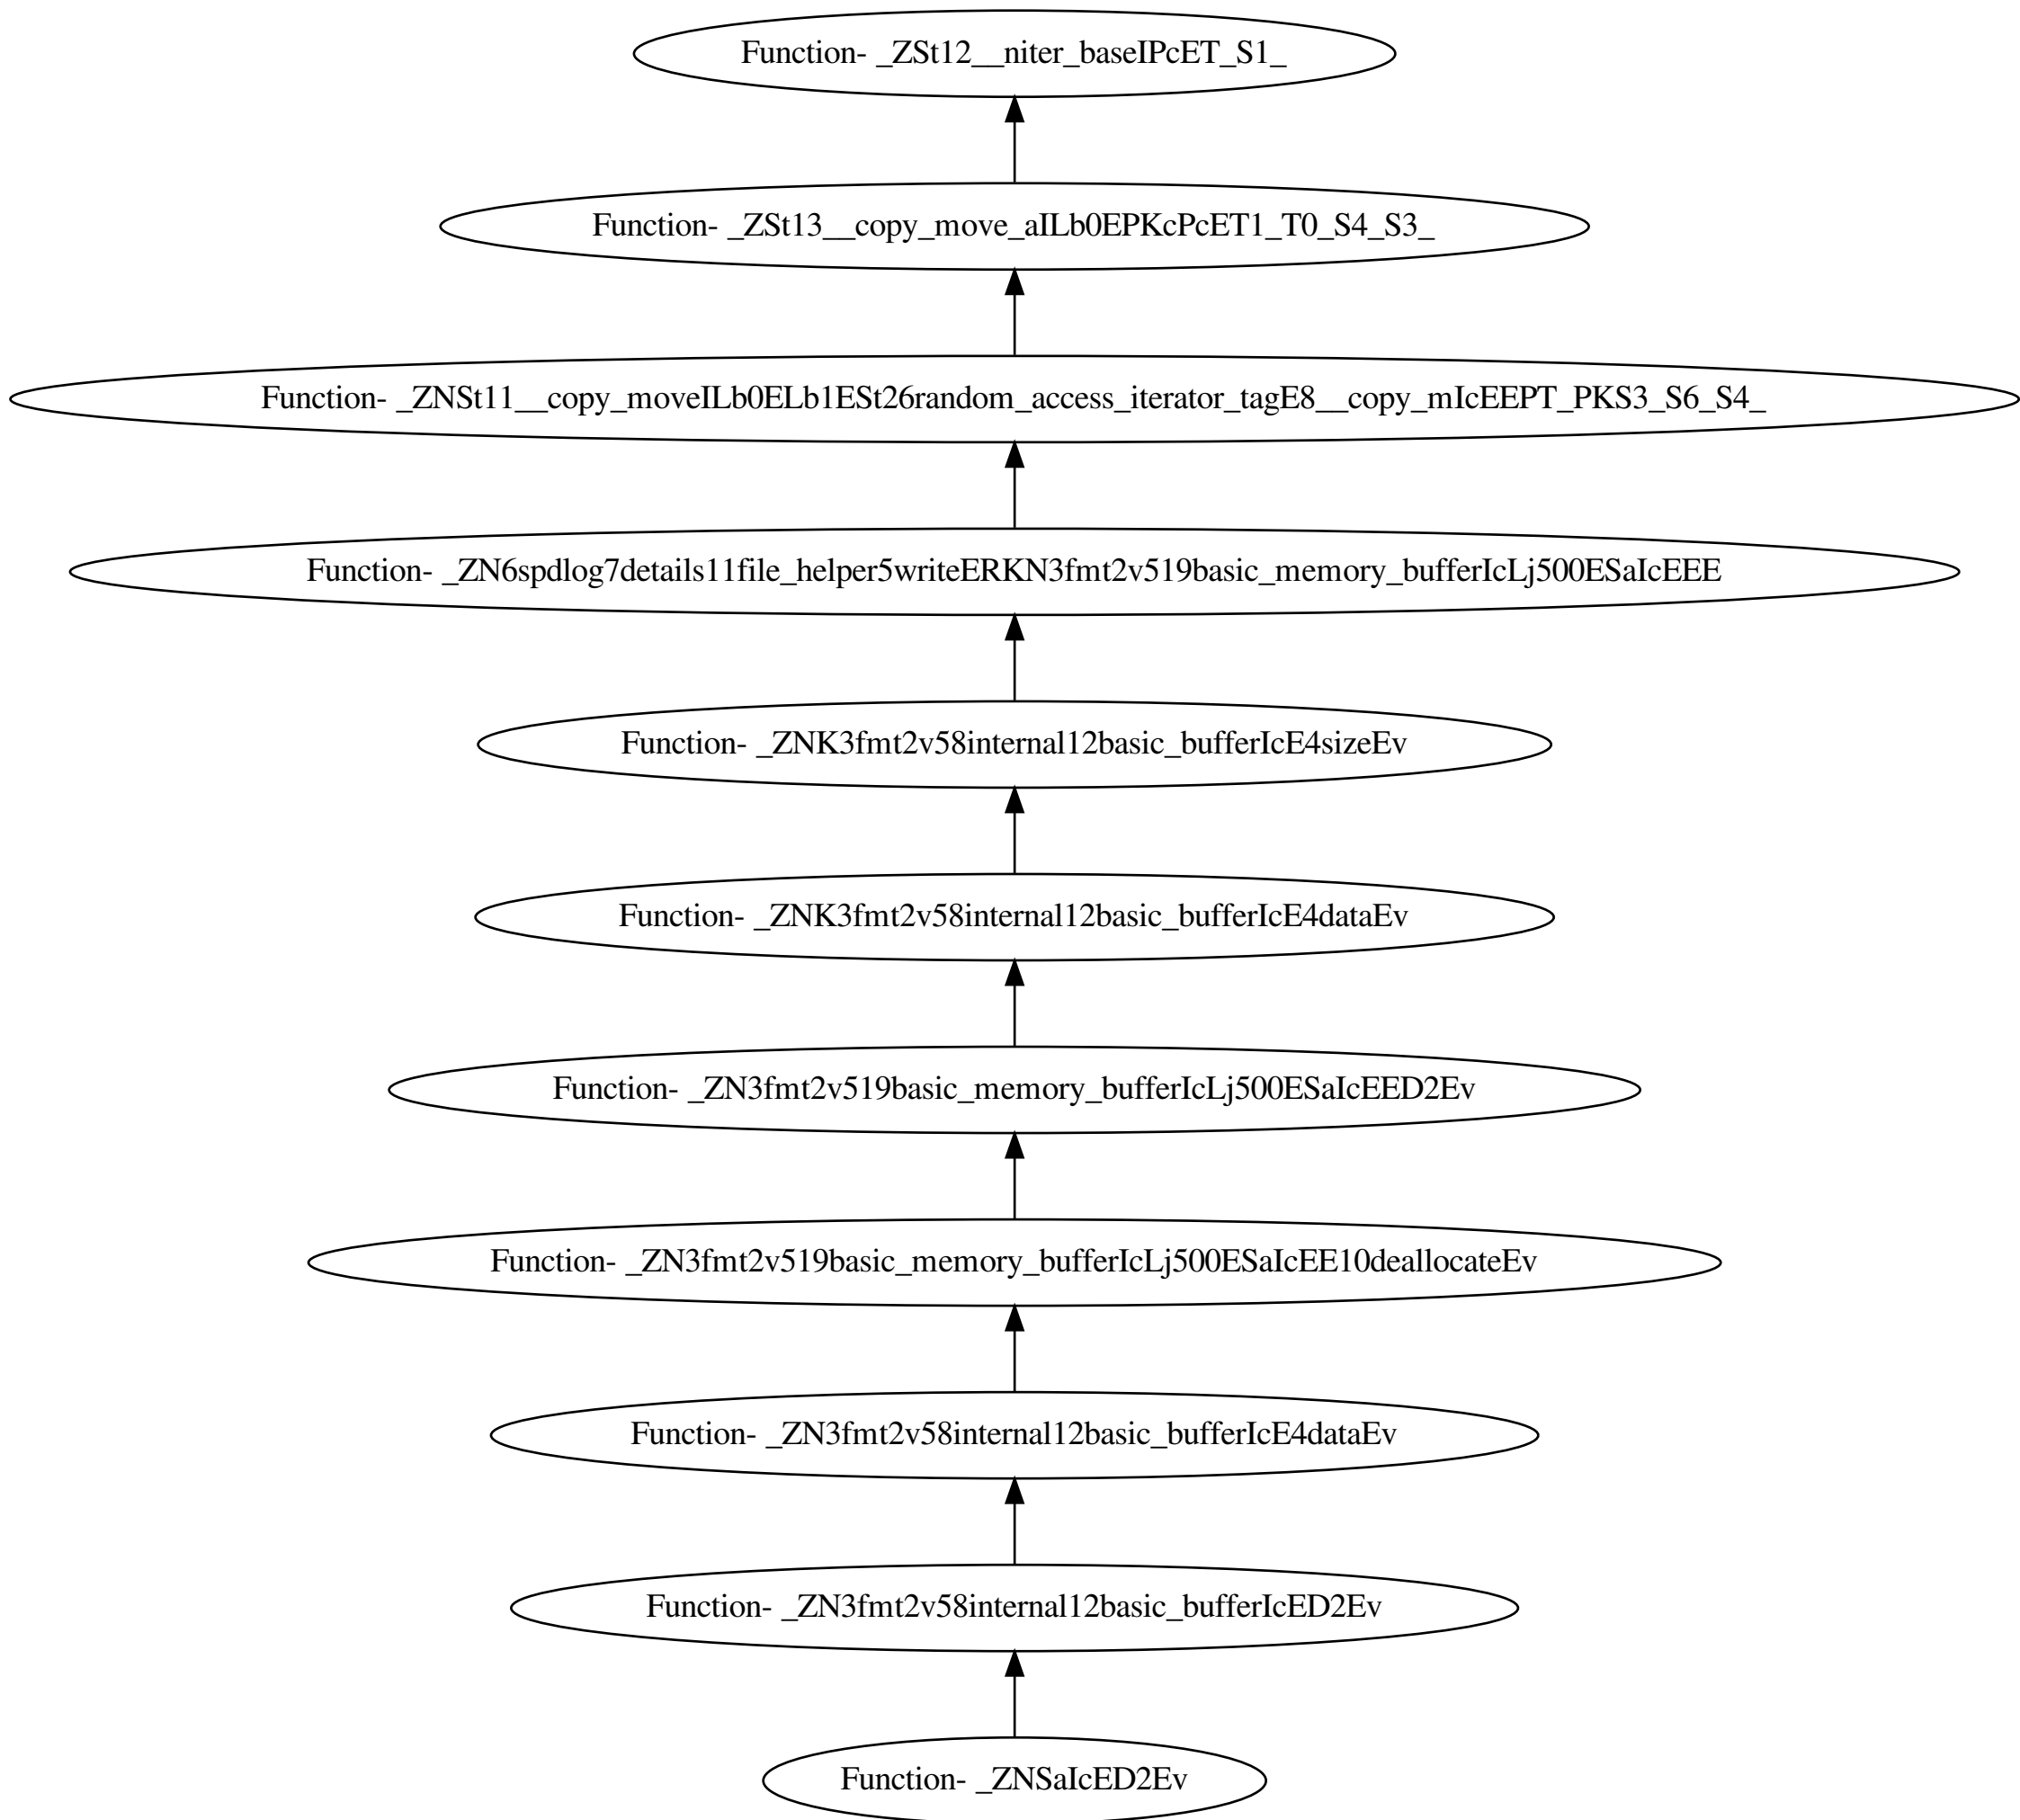 Function- _ZSt12__niter_baseIPcET_S1_
Function- _ZSt13__copy_move_aILb0EPKcPcET1_T0_S4_S3_
Function- _ZNSt11__copy_moveILb0ELb1ESt26random_access_iterator_tagE8__copy_mIcEEPT_PKS3_S6_S4_
Function- _ZN6spdlog7details11file_helper5writeERKN3fmt2v519basic_memory_bufferIcLj500ESaIcEEE
Function- _ZNK3fmt2v58internal12basic_bufferIcE4sizeEv
Function- _ZNK3fmt2v58internal12basic_bufferIcE4dataEv
Function- _ZN3fmt2v519basic_memory_bufferIcLj500ESaIcEED2Ev
Function- _ZN3fmt2v519basic_memory_bufferIcLj500ESaIcEE10deallocateEv
Function- _ZN3fmt2v58internal12basic_bufferIcE4dataEv
Function- _ZN3fmt2v58internal12basic_bufferIcED2Ev
Function- _ZNSaIcED2Ev